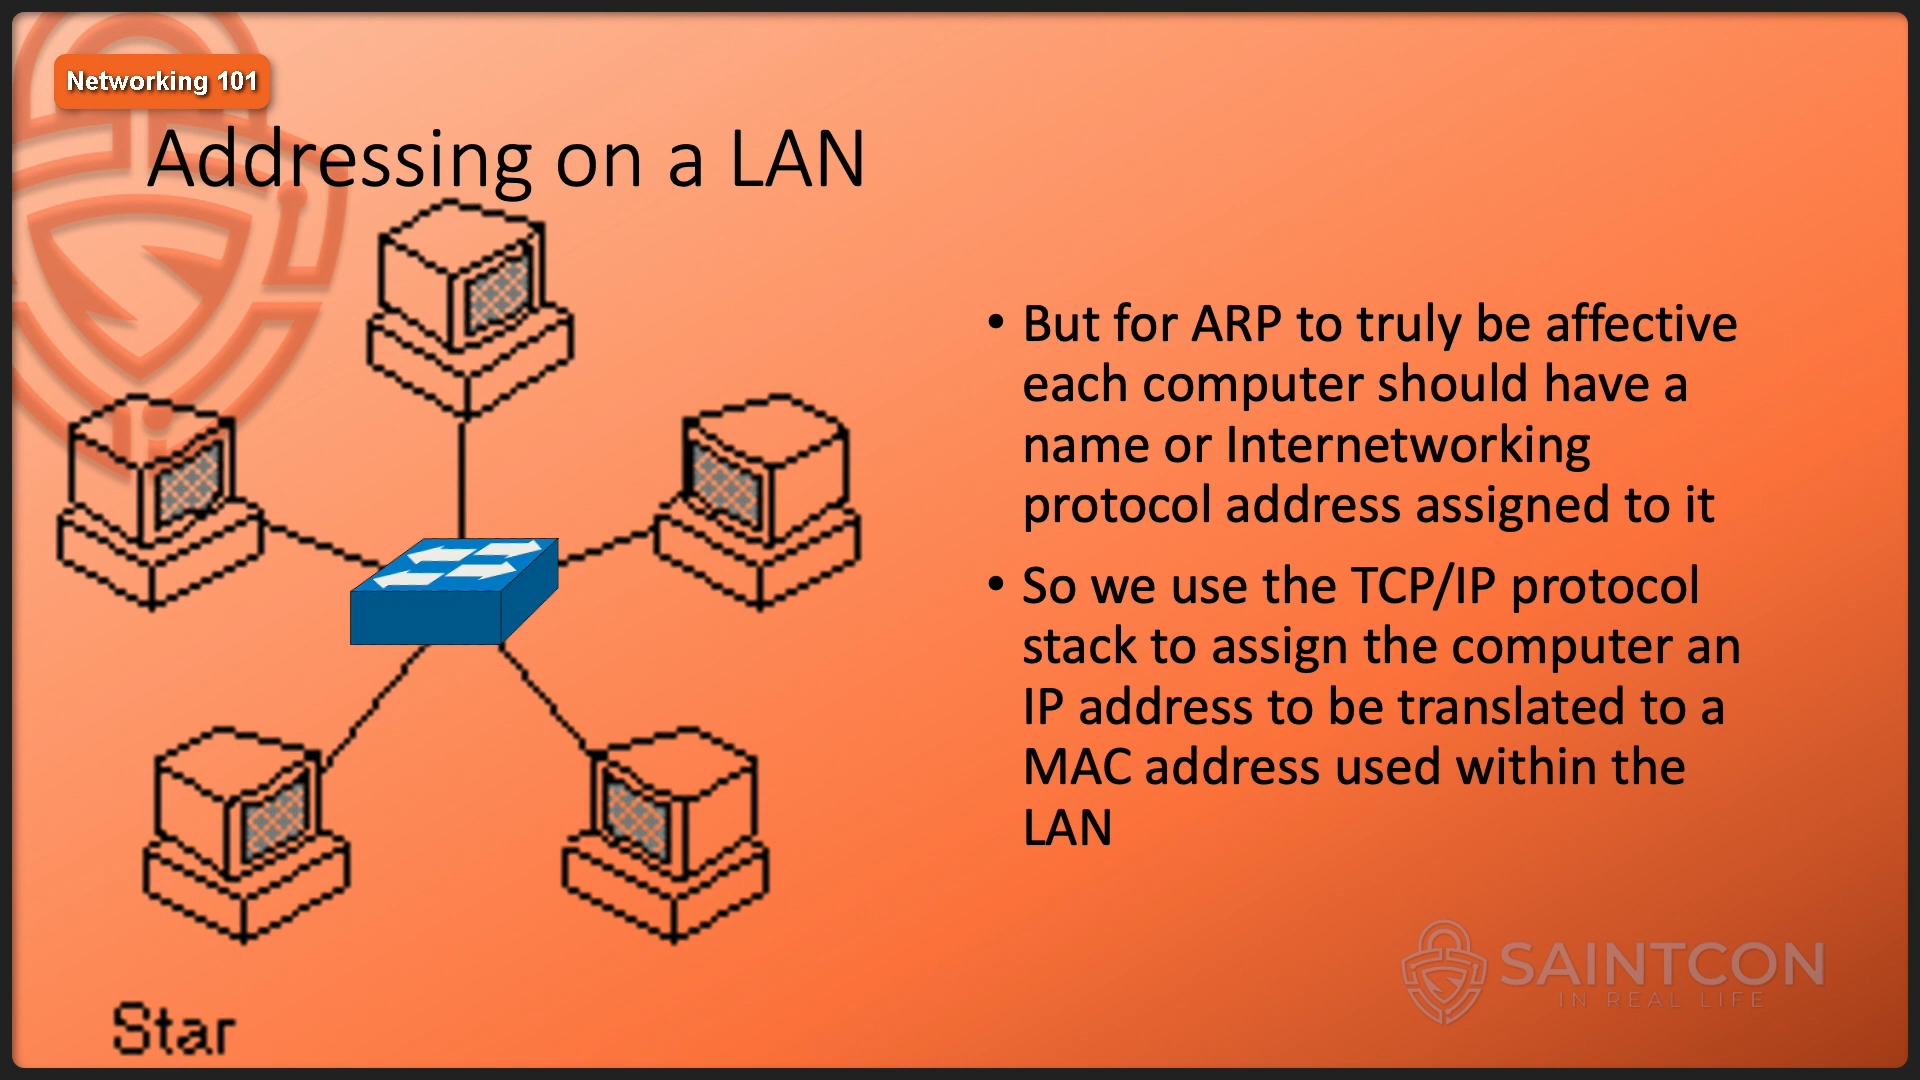 Networking 101
Addressing on a LAN
• But for ARP to truly be affective
each computer should have a
name or Internetworking
protocol address assigned to it
• So we use the TCP/IP protocol
stack to assign the computer an
IP address to be translated to a
MAC address used within the
LAN
Star
SAINTCON
IN REAL LIFE